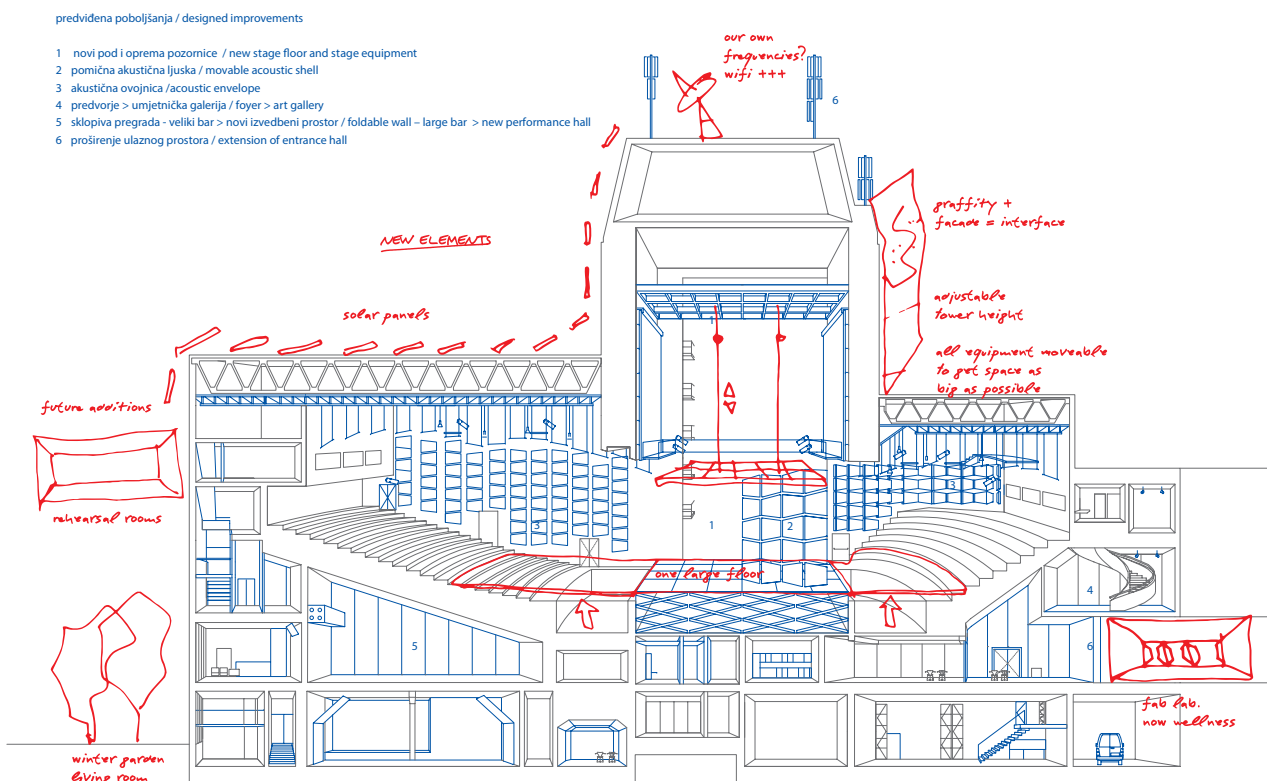 predviđena poboljšanja / designed improvements
1 novi pod i oprema pozornice / new stage floor and stage equipment
2 pomična akustična ljuska / movable acoustic shell
3 akustična ovojnica /acoustic envelope
4 predvorje > umjetnička galerija / foyer > art gallery
5 sklopiva pregrada - veliki bar > novi izvedbeni prostor / foldable wall – large bar > new performance hall
6 proširenje ulaznog prostora / extension of entrance hall
our own
frequencies?
wifi +++
6
graffity +
facade = interface
NEW ELEMENTS
adjustable
tower height
solar panels
1
all equipment moveable
to get space as
big as possible
future additions
rehearsal rooms
3
1
2
3
one large floor
4
5
6
fab lab.
now wellness
winter garden
living room